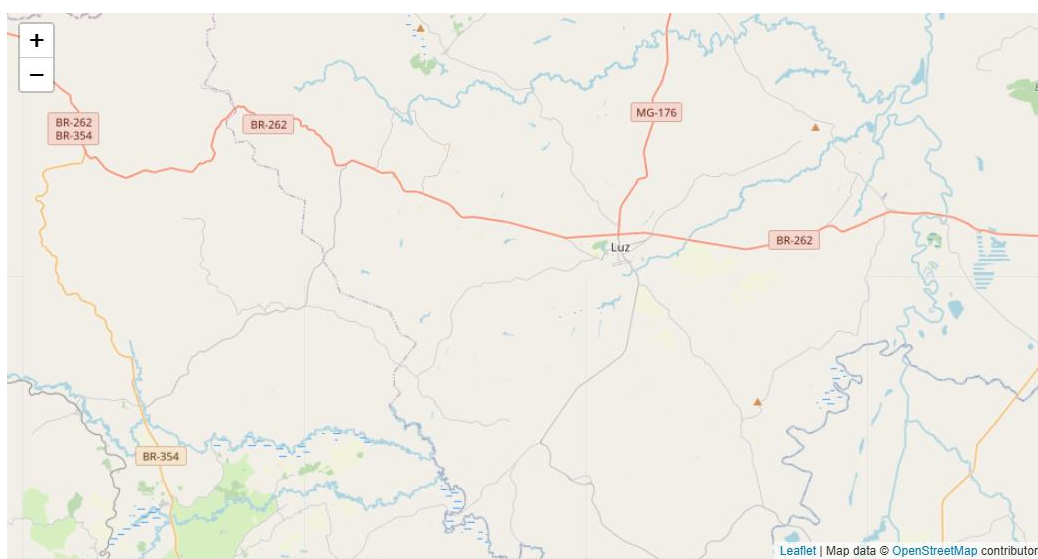 +
−
BR-262
BR-354
BR-262
MG-176
Luz
BR-262
BR-354
Leaflet | Map data © OpenStreetMap contributor